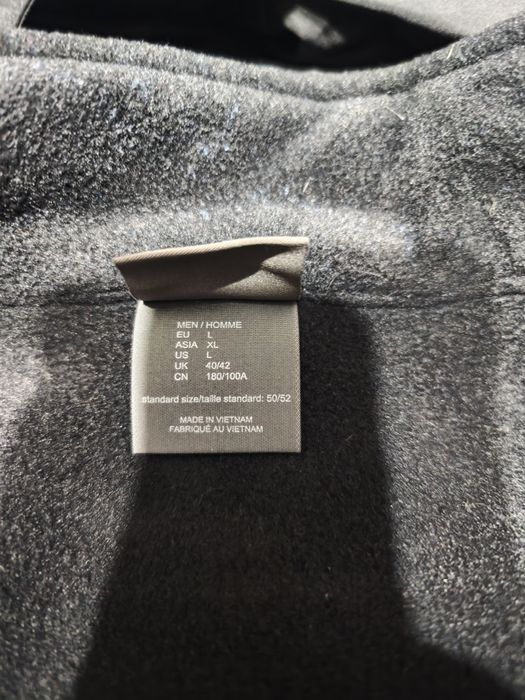 MEN / HOMME
EU L
ASIA XL
US L
UK 40/42
CN 180/100A
standard size/taille standard: 50/52
MADE IN VIETNAM
FABRIQUÉ AU VIETNAM